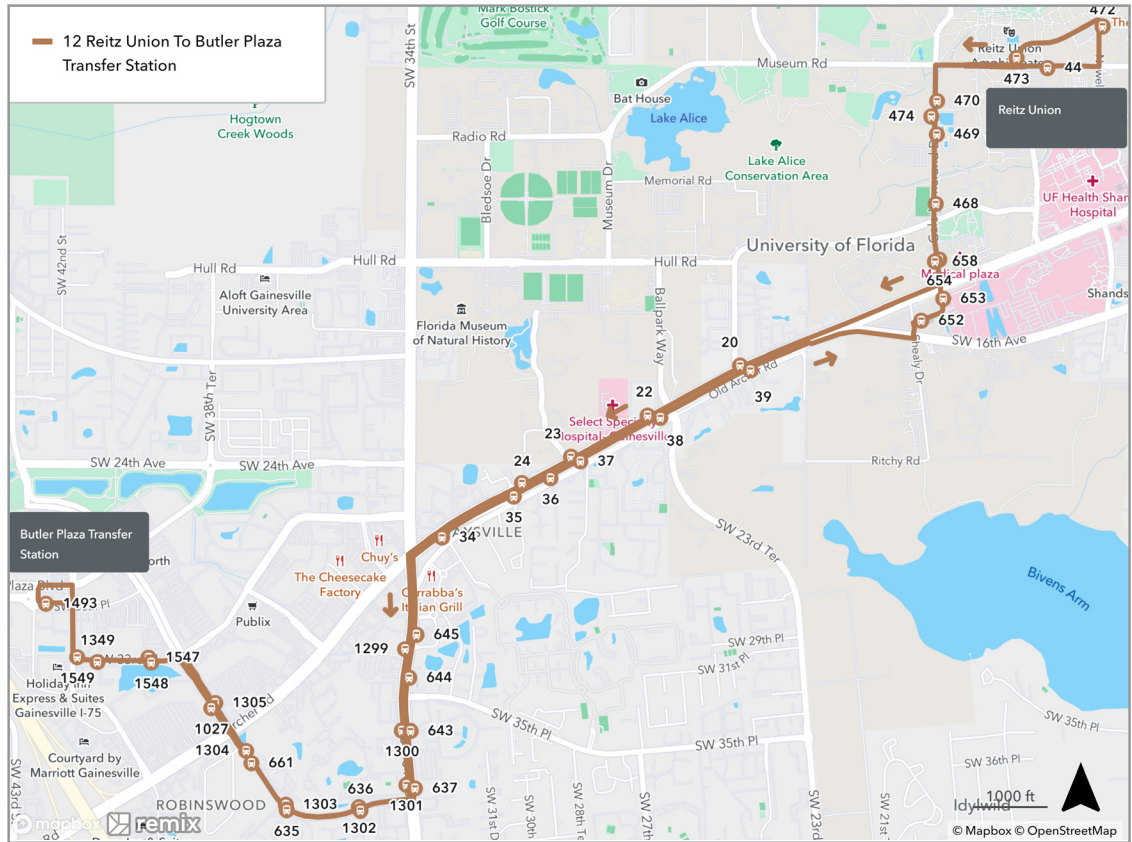 12 Reitz Union To Butler Plaza
Transfer Station
Mark Bostick
Golf Course
SW 34th St
472
The
Reitz Union
473
44
Museum Rd
Bat House
Lake Alice
470
474
469
Reitz Union
Hogtown
Creek Woods
Radio Rd
Bledsoe Dr
Museum Dr
Memorial Rd
Lake Alice
Conservation Area
468
UF Health Shan
Hospital
University of Florida
SW 42nd St
Hull Rd
Hull Rd
Hull Rd
658
Medical plaza
654
653
Shands
652
SW 16th Ave
Shealy Dr
Aloft Gainesville
University Area
Florida Museum
of Natural History
Ballpark Way
20
Old Archer Rd
39
SW 38th Ter
22
38
Select Specialty
Hospital-Gainesville
23
37
SW 24th Ave
SW 24th Ave
24
36
35
Ritchy Rd
34
SW 23rd Ter
Butler Plaza Transfer
Station
orth
Chuy's
The Cheesecake
Factory
Carrabba's
Italian Grill
Bivens Arm
Plaza Blvd
1493
Publix
645
1299
SW 29th Pl
SW 31st Pl
1349
1547
1549
1548
644
Holiday Inn
Express & Suites
Gainesville I-75
1305
1027
SW 35th Pl
643
SW 35th Pl
SW 35th Pl
1300
1304
661
Courtyard by
Marriott Gainesville
SW 36th Pl
SW 43rd St
ROBINSWOOD
1303
636
637
1301
635
1302
SW 31st D
SW 30th
SW 28th Ter
SW 27th
SW 23rd
SW 21st
Idylwild
1000 ft
mapbox
remix
© Mapbox © OpenStreetMap